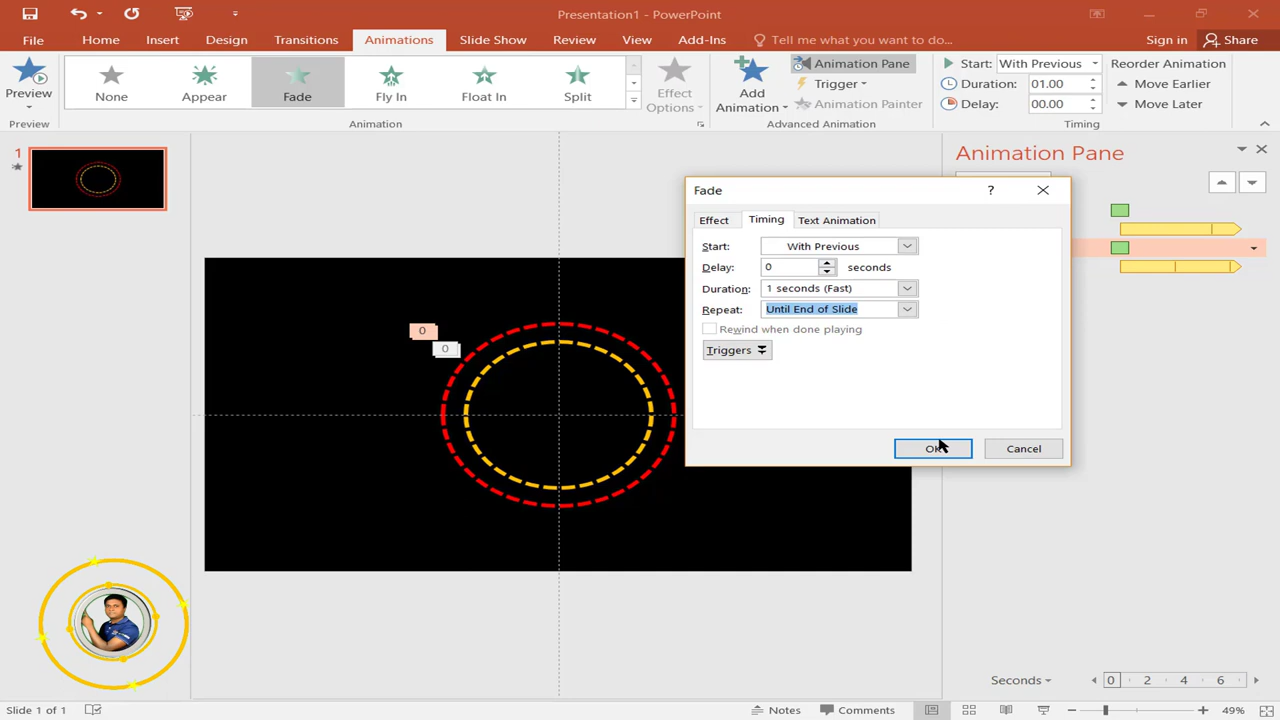 Presentation1 - PowerPoint
File
Home
Insert
Design
Transitions
Animations
Slide Show
Review
View
Add-Ins
Tell me what you want to do...
Sign in
Share
Preview
None
Appear
Fade
Fly In
Float In
Split
Effect
Options
Add
Animation
Animation Pane
Trigger
Animation Painter
Start: With Previous
Duration: 01.00
Delay: 00.00
Reorder Animation
Move Earlier
Move Later
Preview
Animation
Advanced Animation
Timing
1
Animation Pane
Fade
?
Effect
Timing
Text Animation
Start: With Previous
Delay: 0 seconds
Duration: 1 seconds (Fast)
Repeat: Until End of Slide
Rewind when done playing
Triggers
OK
Cancel
0
0
Seconds
0 2 4 6
Slide 1 of 1
Notes
Comments
49%